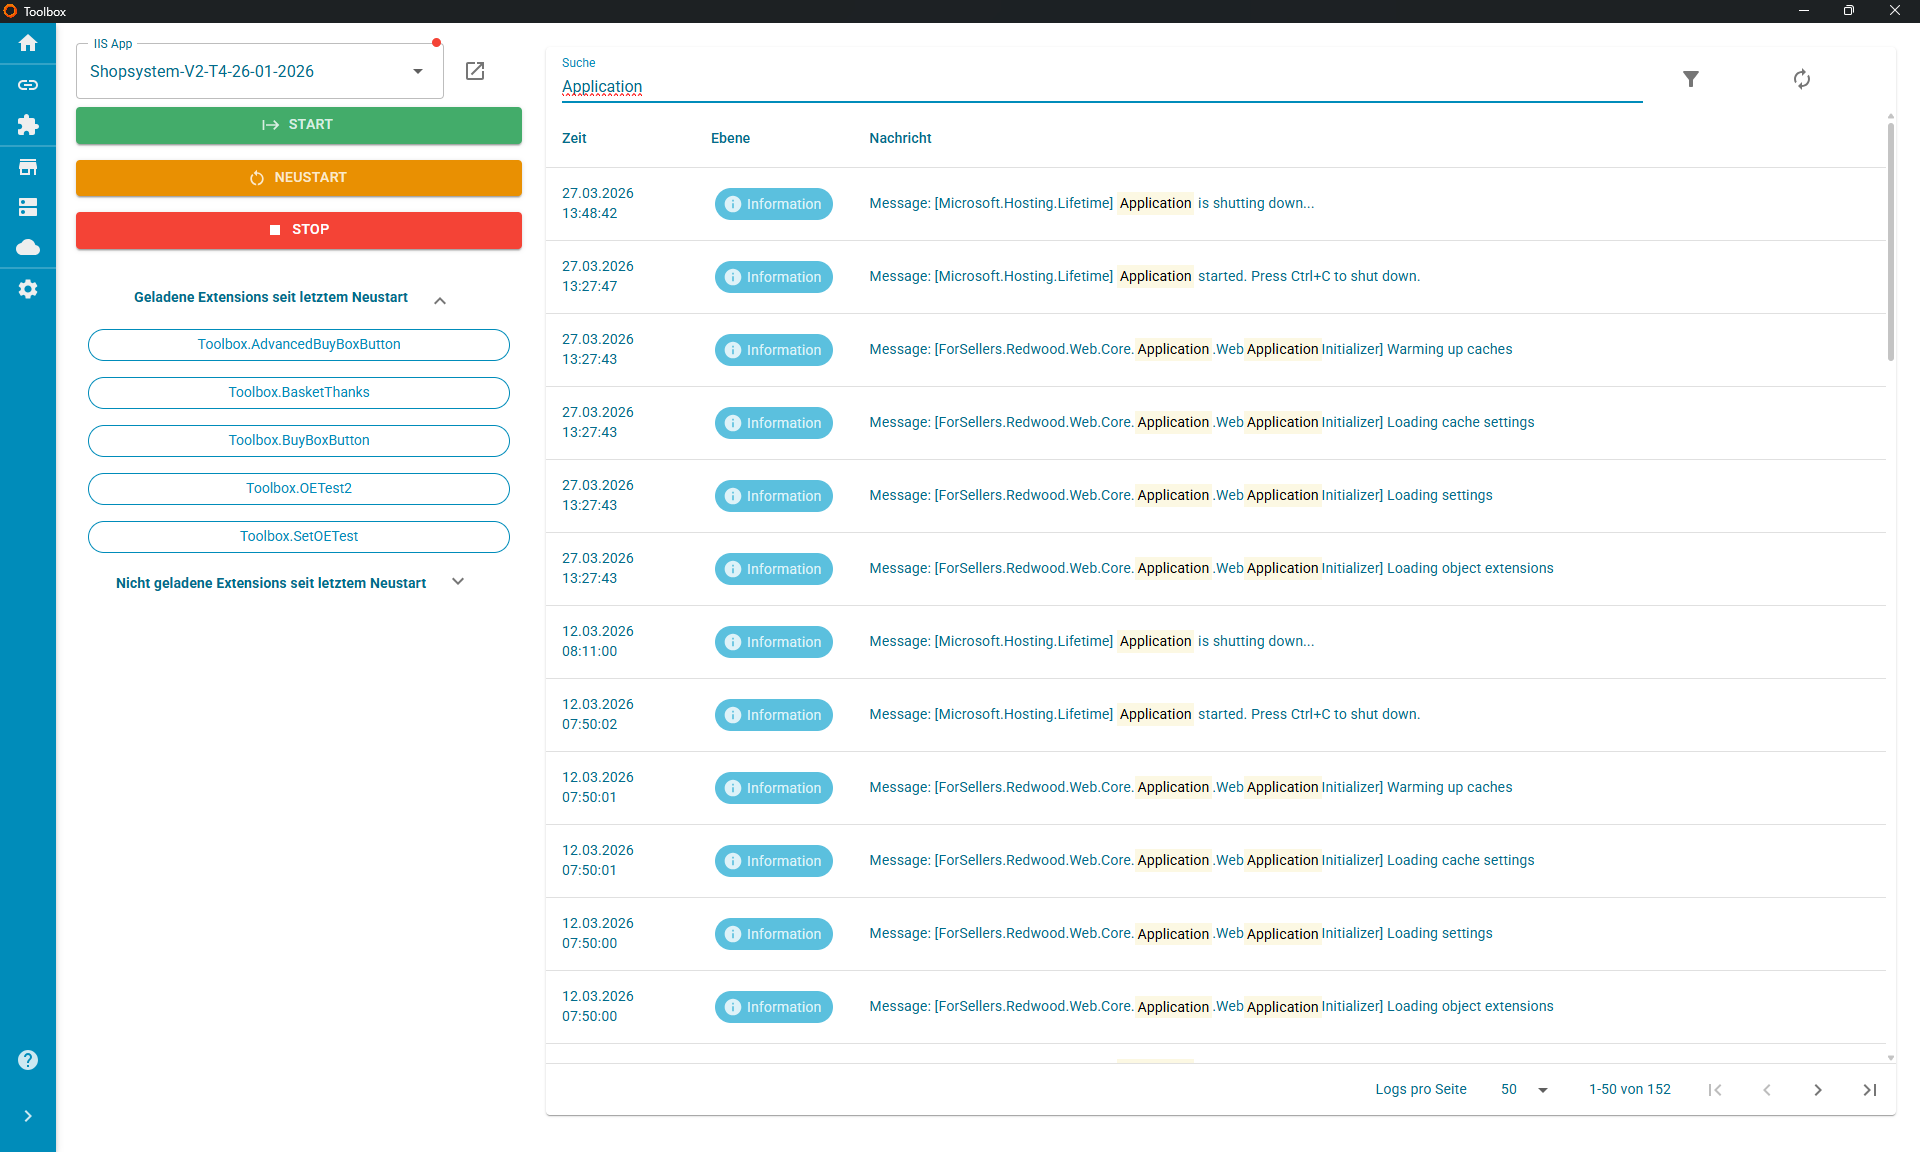 Toolbox
IIS App
Shopsystem-V2-T4-26-01-2026
START
NEUSTART
STOP
Geladene Extensions seit letztem Neustart
Toolbox.AdvancedBuyBoxButton
Toolbox.BasketThanks
Toolbox.BuyBoxButton
Toolbox.OETest2
Toolbox.SetOETest
Nicht geladene Extensions seit letztem Neustart
Suche
Application
Zeit Ebene Nachricht
27.03.2026
13:48:42 Information Message: [Microsoft.Hosting.Lifetime] Application is shutting down...
27.03.2026
13:27:47 Information Message: [Microsoft.Hosting.Lifetime] Application started. Press Ctrl+C to shut down.
27.03.2026
13:27:43 Information Message: [ForSellers.Redwood.Web.Core.Application.WebApplicationInitializer] Warming up caches
27.03.2026
13:27:43 Information Message: [ForSellers.Redwood.Web.Core.Application.WebApplicationInitializer] Loading cache settings
27.03.2026
13:27:43 Information Message: [ForSellers.Redwood.Web.Core.Application.WebApplicationInitializer] Loading settings
27.03.2026
13:27:43 Information Message: [ForSellers.Redwood.Web.Core.Application.WebApplicationInitializer] Loading object extensions
12.03.2026
08:11:00 Information Message: [Microsoft.Hosting.Lifetime] Application is shutting down...
12.03.2026
07:50:02 Information Message: [Microsoft.Hosting.Lifetime] Application started. Press Ctrl+C to shut down.
12.03.2026
07:50:01 Information Message: [ForSellers.Redwood.Web.Core.Application.WebApplicationInitializer] Warming up caches
12.03.2026
07:50:01 Information Message: [ForSellers.Redwood.Web.Core.Application.WebApplicationInitializer] Loading cache settings
12.03.2026
07:50:00 Information Message: [ForSellers.Redwood.Web.Core.Application.WebApplicationInitializer] Loading settings
12.03.2026
07:50:00 Information Message: [ForSellers.Redwood.Web.Core.Application.WebApplicationInitializer] Loading object extensions
Logs pro Seite 50 1-50 von 152